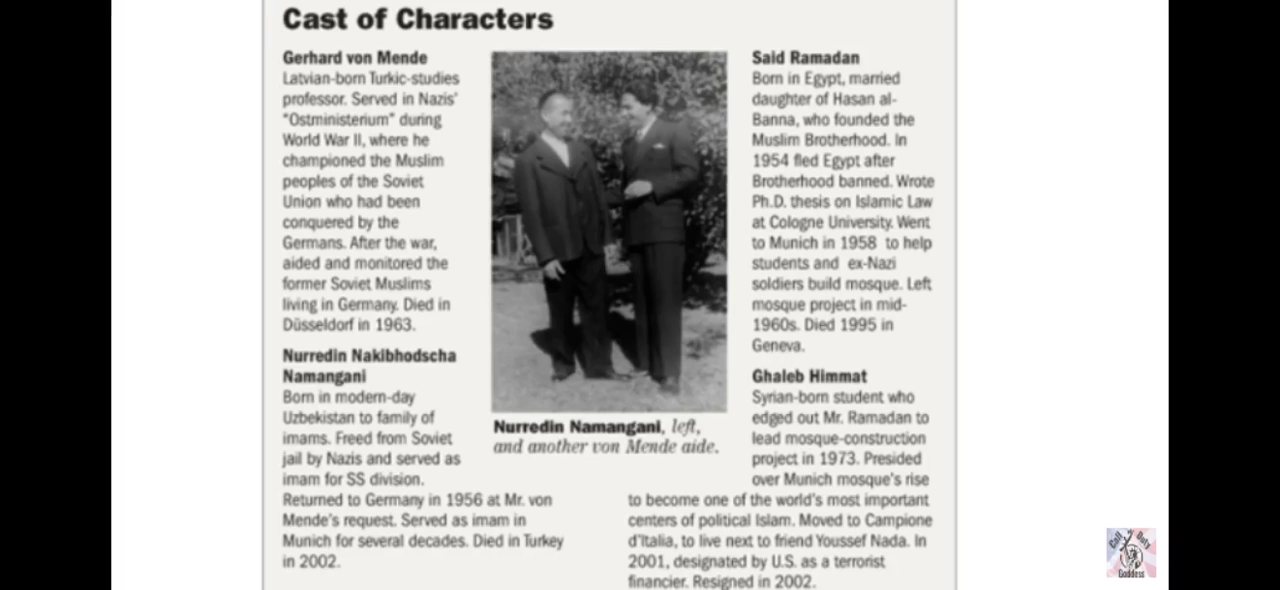 Cast of Characters
Gerhard von Mende
Latvian-born Turkic-studies
professor. Served in Nazis'
"Ostministerium" during
World War II, where he
championed the Muslim
peoples of the Soviet
Union who had been
conquered by the
Germans. After the war,
aided and monitored the
former Soviet Muslims
living in Germany. Died in
Düsseldorf in 1963.
Nurredin Nakibhodscha
Namangani
Born in modern-day
Uzbekistan to family of
imams. Freed from Soviet
jail by Nazis and served as
imam for SS division.
Returned to Germany in 1956 at Mr. von
Mende's request. Served as imam in
Munich for several decades. Died in Turkey
in 2002.
Nurredin Namangani, left,
and another von Mende aide.
Said Ramadan
Born in Egypt, married
daughter of Hasan al-
Banna, who founded the
Muslim Brotherhood. In
1954 fled Egypt after
Brotherhood banned. Wrote
Ph.D. thesis on Islamic Law
at Cologne University. Went
to Munich in 1958 to help
students and ex-Nazi
soldiers build mosque. Left
mosque project in mid-
1960s. Died 1995 in
Geneva.
Ghaleb Himmat
Syrian-born student who
edged out Mr. Ramadan to
lead mosque-construction
project in 1973. Presided
over Munich mosque's rise
to become one of the world's most important
centers of political Islam. Moved to Campione
d'Italia, to live next to friend Youssef Nada. In
2001, designated by U.S. as a terrorist
financier. Resigned in 2002.
Call Duty
Goddess